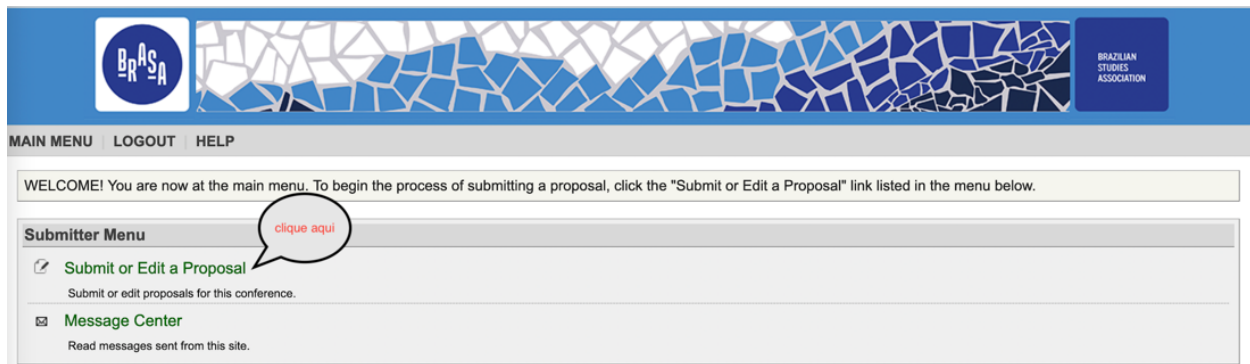 BRASA
BRAZILIAN
STUDIES
ASSOCIATION
MAIN MENU | LOGOUT | HELP
WELCOME! You are now at the main menu. To begin the process of submitting a proposal, click the "Submit or Edit a Proposal" link listed in the menu below.
Submitter Menu
clique aqui
Submit or Edit a Proposal
Submit or edit proposals for this conference.
Message Center
Read messages sent from this site.